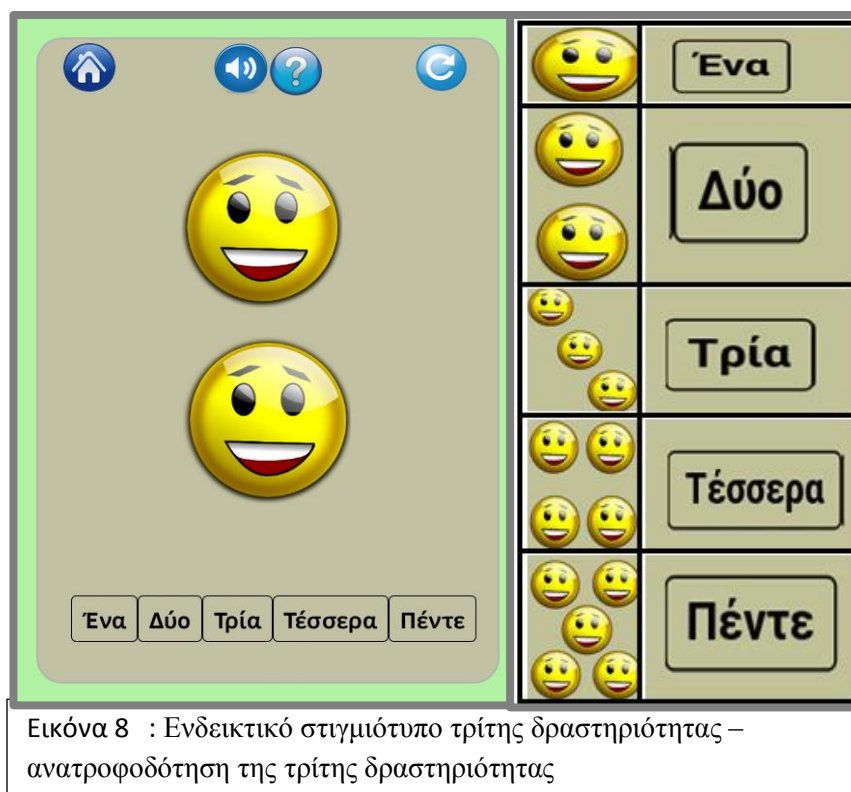 ?
Ένα Δύο Τρία Τέσσερα Πέντε
Ένα
Δύο
Τρία
Τέσσερα
Πέντε
Εικόνα 8 : Ενδεικτικό στιγμιότυπο τρίτης δραστηριότητας –
ανατροφοδότηση της τρίτης δραστηριότητας